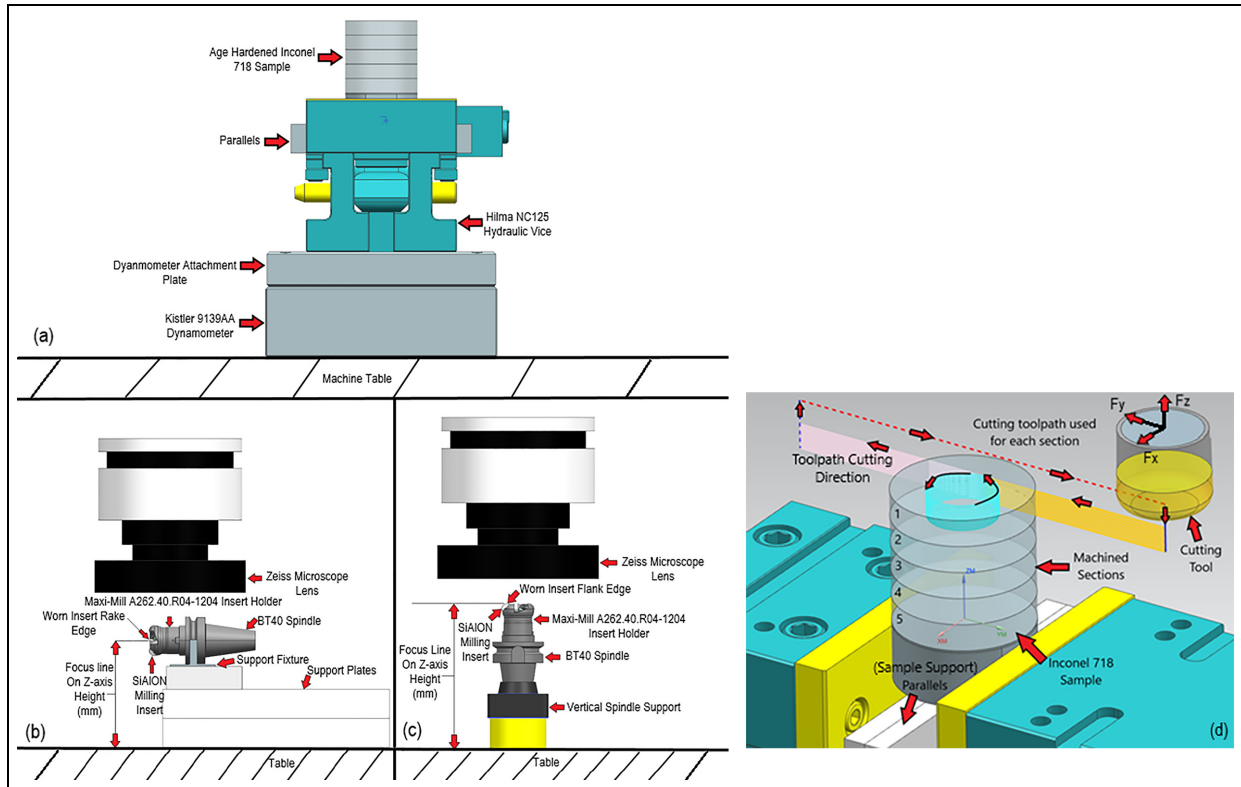 Age Hardened Inconel
718 Sample
Parallels
Hilma NC125
Hydraulic Vice
Dyanmometer Attachment
Plate
Kistler 9139AA
Dynamometer
(a)
Machine Table
Zeiss Microscope
Lens
Maxi-Mill A262.40.R04-1204 Insert Holder
Worn Insert Rake
Edge
BT40 Spindle
Support Fixture
Support Plates
Focus line
On Z-axis
Height
(mm)
SiAlON
Milling
Insert
(b)
Table
Zeiss Microscope
Lens
Worn Insert Flank Edge
Maxi-Mill A262.40.R04-1204
Insert Holder
SiAlON
Milling
Insert
BT40 Spindle
Focus Line
On Z-axis
Height
(mm)
Vertical Spindle Support
(c)
Table
Fy
Fz
Fx
Cutting toolpath used
for each section
Toolpath Cutting
Direction
Cutting
Tool
1
2
3
4
5
Machined
Sections
ZM
XM
YM
(Sample Support)
Parallels
Inconel 718
Sample
(d)